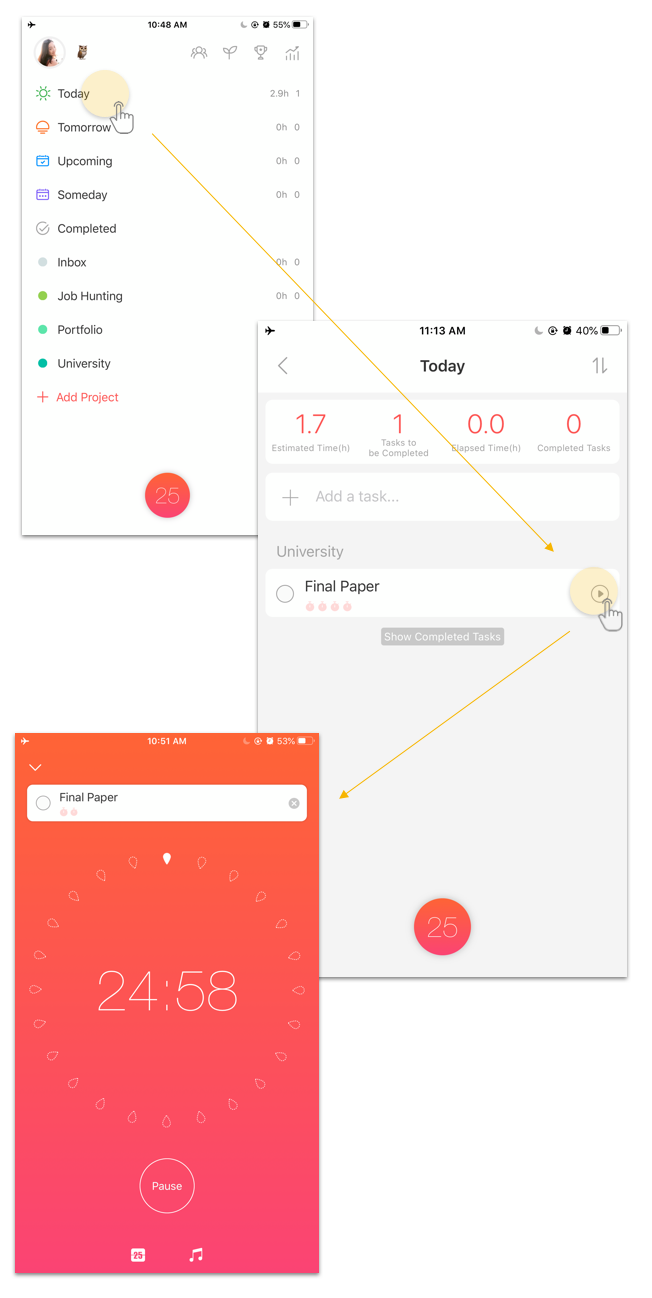 10:48 AM
55%
Today
2.9h 1
Tomorrow
0h 0
Upcoming
0h 0
Someday
0h 0
Completed
Inbox
0h 0
Job Hunting
0h 0
Portfolio
University
+ Add Project
25
11:13 AM
40%
Today
1.7
Estimated Time(h)
1
Tasks to
be Completed
0.0
Elapsed Time(h)
0
Completed Tasks
+ Add a task...
University
Final Paper
Show Completed Tasks
25
10:51 AM
53%
Final Paper
24:58
Pause
25